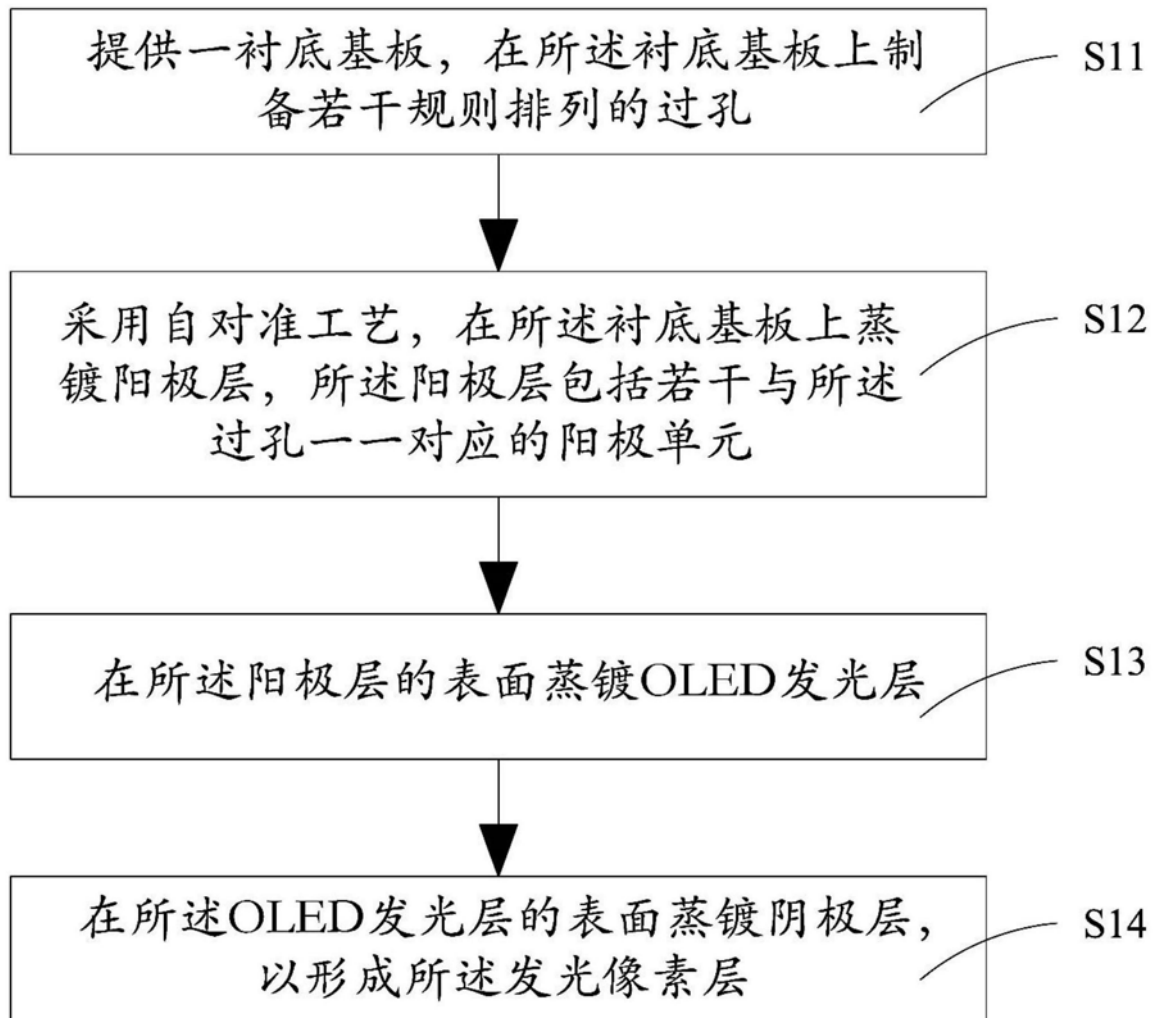 提供一衬底基板，在所述衬底基板上制
备若干规则排列的过孔
S11
采用自对准工艺，在所述衬底基板上蒸
镀阳极层，所述阳极层包括若干与所述
过孔一一对应的阳极单元
S12
在所述阳极层的表面蒸镀OLED发光层
S13
在所述OLED发光层的表面蒸镀阴极层，
以形成所述发光像素层
S14